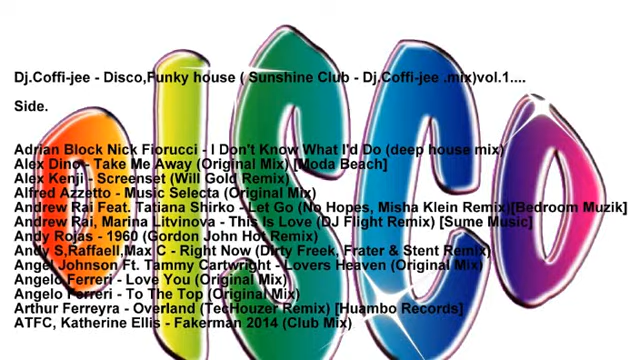 DISCO
Dj.Coffi-jee - Disco,Funky house ( Sunshine Club - Dj.Coffi-jee .mix)vol.1....
Side.
Adrian Block Nick Fiorucci - I Don't Know What I'd Do (deep house mix)
Alex Dino - Take Me Away (Original Mix) [Moda Beach]
Alex Kenji - Screenset (Will Gold Remix)
Alfred Azzetto - Music Selecta (Original Mix)
Andrew Rai Feat. Tatiana Shirko - Let Go (No Hopes, Misha Klein Remix)[Bedroom Muzik]
Andrew Rai, Marina Litvinova - This Is Love (DJ Flight Remix) [Sume Music]
Andy Rojas - 1960 (Gordon John Hot Remix)
Andy S,Raffaell,Max C - Right Now (Dirty Freek, Frater & Stent Remix)
Angel Johnson Ft. Tammy Cartwright - Lovers Heaven (Original Mix)
Angelo Ferreri - Love You (Original Mix)
Angelo Ferreri - To The Top (Original Mix)
Arthur Ferreyra - Overland (TecHouzer Remix) [Huambo Records]
ATFC, Katherine Ellis - Fakerman 2014 (Club Mix)